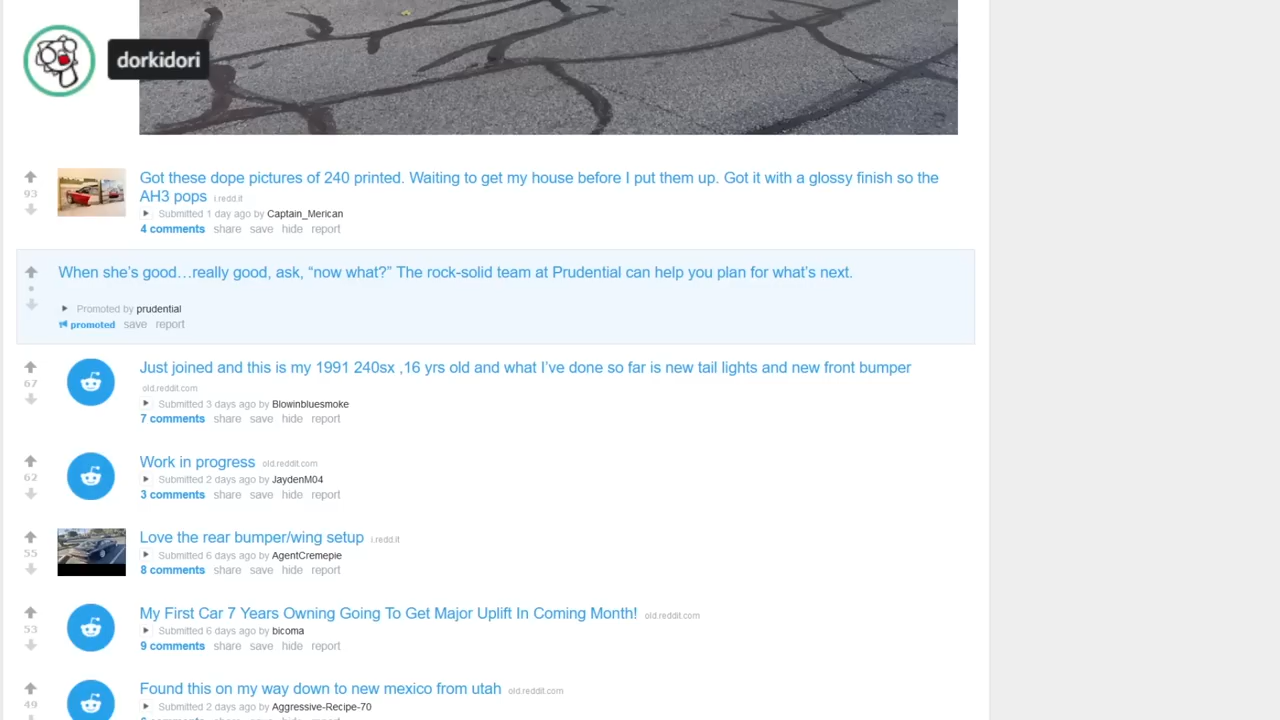 dorkidori
93
Got these dope pictures of 240 printed. Waiting to get my house before I put them up. Got it with a glossy finish so the
AH3 pops i.redd.it
Submitted 1 day ago by Captain_Merican
4 comments share save hide report
When she’s good…really good, ask, “now what?” The rock-solid team at Prudential can help you plan for what’s next.
Promoted by prudential
promoted save report
67
Just joined and this is my 1991 240sx ,16 yrs old and what I’ve done so far is new tail lights and new front bumper
old.reddit.com
Submitted 3 days ago by Blowinbluesmoke
7 comments share save hide report
62
Work in progress old.reddit.com
Submitted 2 days ago by JaydenM04
3 comments share save hide report
55
Love the rear bumper/wing setup i.redd.it
Submitted 6 days ago by AgentCremepie
8 comments share save hide report
53
My First Car 7 Years Owning Going To Get Major Uplift In Coming Month! old.reddit.com
Submitted 6 days ago by bicoma
9 comments share save hide report
49
Found this on my way down to new mexico from utah old.reddit.com
Submitted 2 days ago by Aggressive-Recipe-70